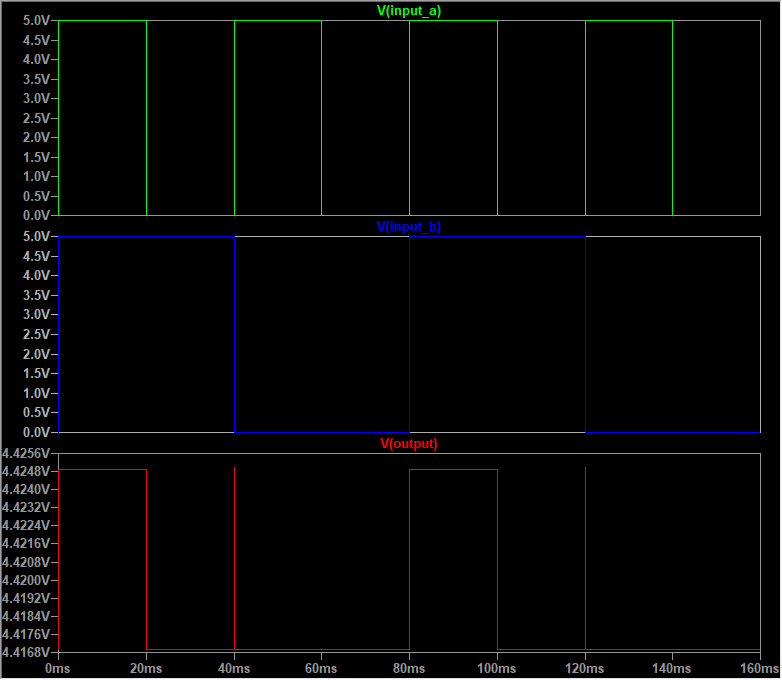 V(input_a)
5.0V
4.5V
4.0V
3.5V
3.0V
2.5V
2.0V
1.5V
1.0V
0.5V
0.0V
V(input_b)
5.0V
4.5V
4.0V
3.5V
3.0V
2.5V
2.0V
1.5V
1.0V
0.5V
0.0V
V(output)
4.4256V
4.4248V
4.4240V
4.4232V
4.4224V
4.4216V
4.4208V
4.4200V
4.4192V
4.4184V
4.4176V
4.4168V
0ms 20ms 40ms 60ms 80ms 100ms 120ms 140ms 160ms